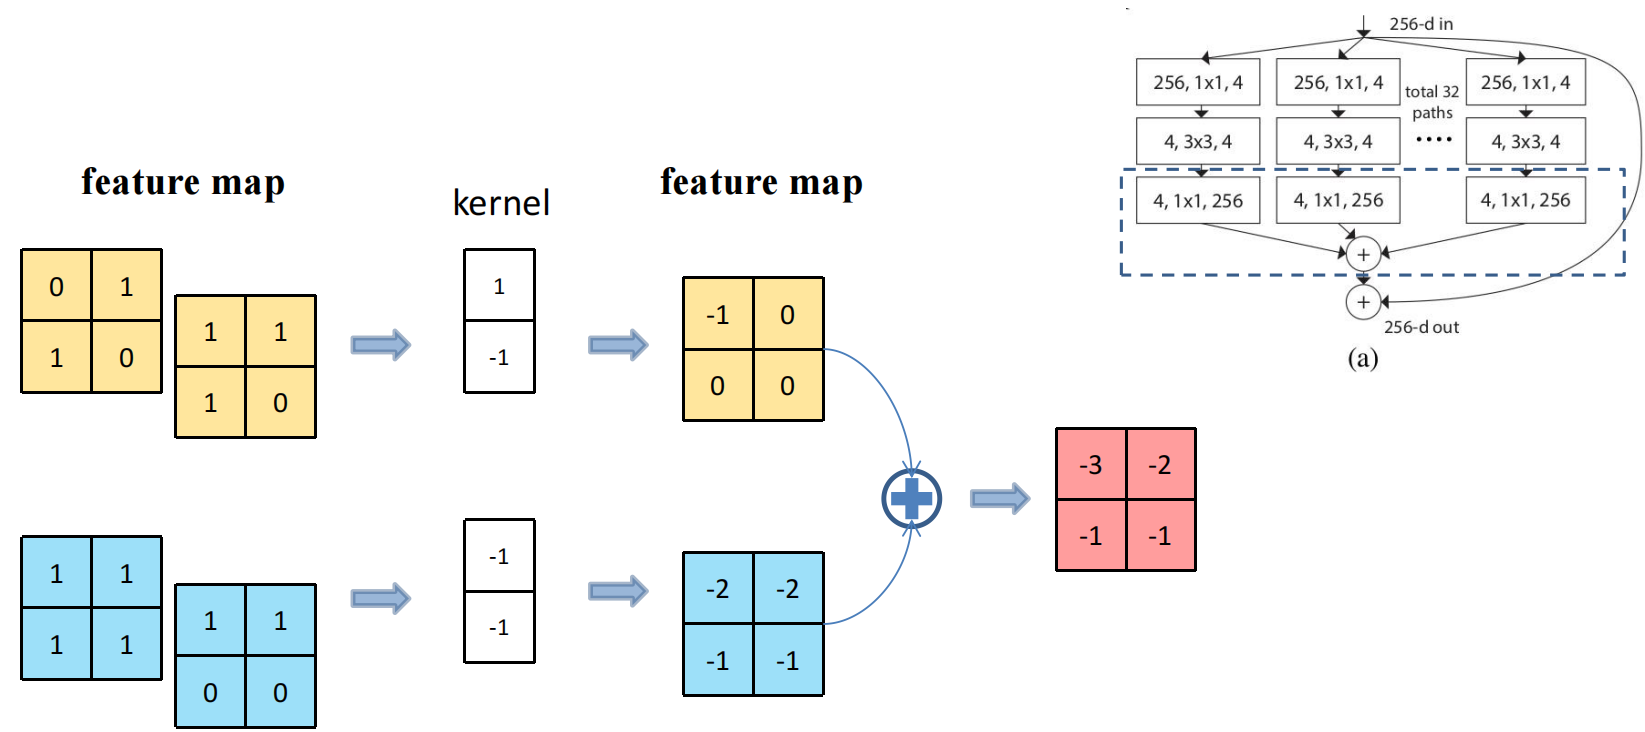 256-d in
256, 1x1, 4
256, 1x1, 4
total 32
paths
256, 1x1, 4
4, 3x3, 4
4, 3x3, 4
....
4, 3x3, 4
4, 1x1, 256
4, 1x1, 256
4, 1x1, 256
+
+
256-d out
(a)
feature map
kernel
feature map
0 1
1 0
1 1
1 0
1
-1
-1 0
0 0
1 1
1 1
1 1
0 0
-1
-1
-2 -2
-1 -1
-3 -2
-1 -1